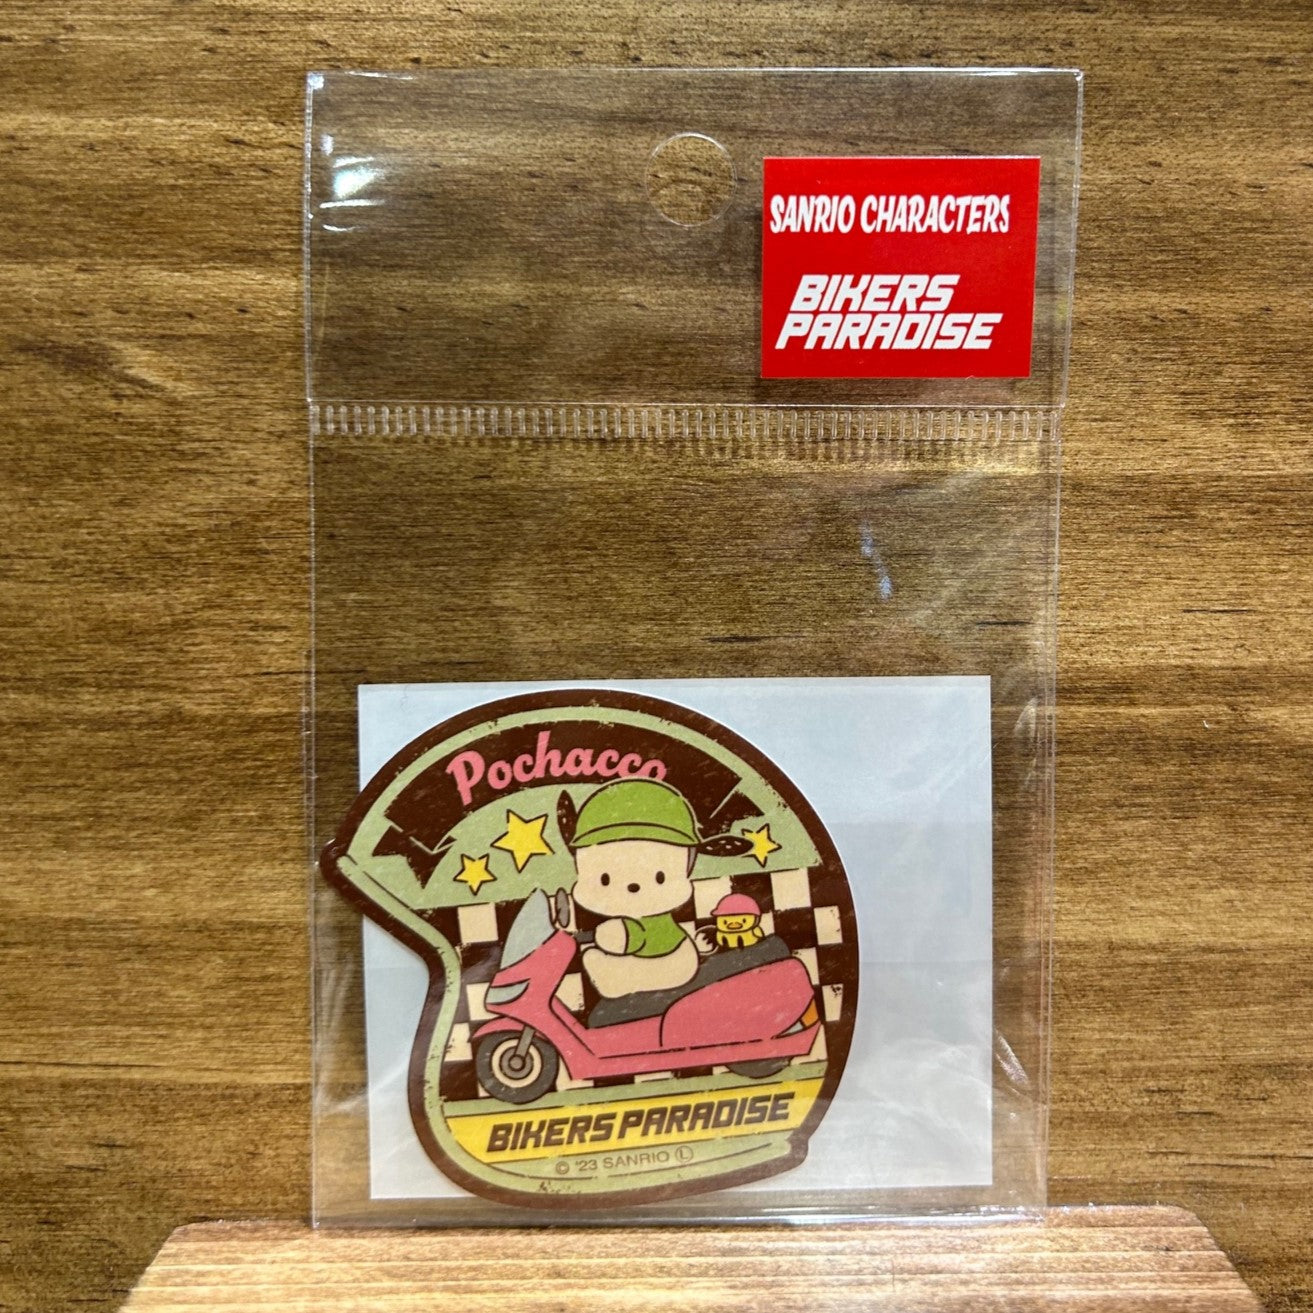 SANRIO CHARACTERS
BIKERS
PARADISE
Pochacco
BIKERS PARADISE
© '23 SANRIO Ⓛ